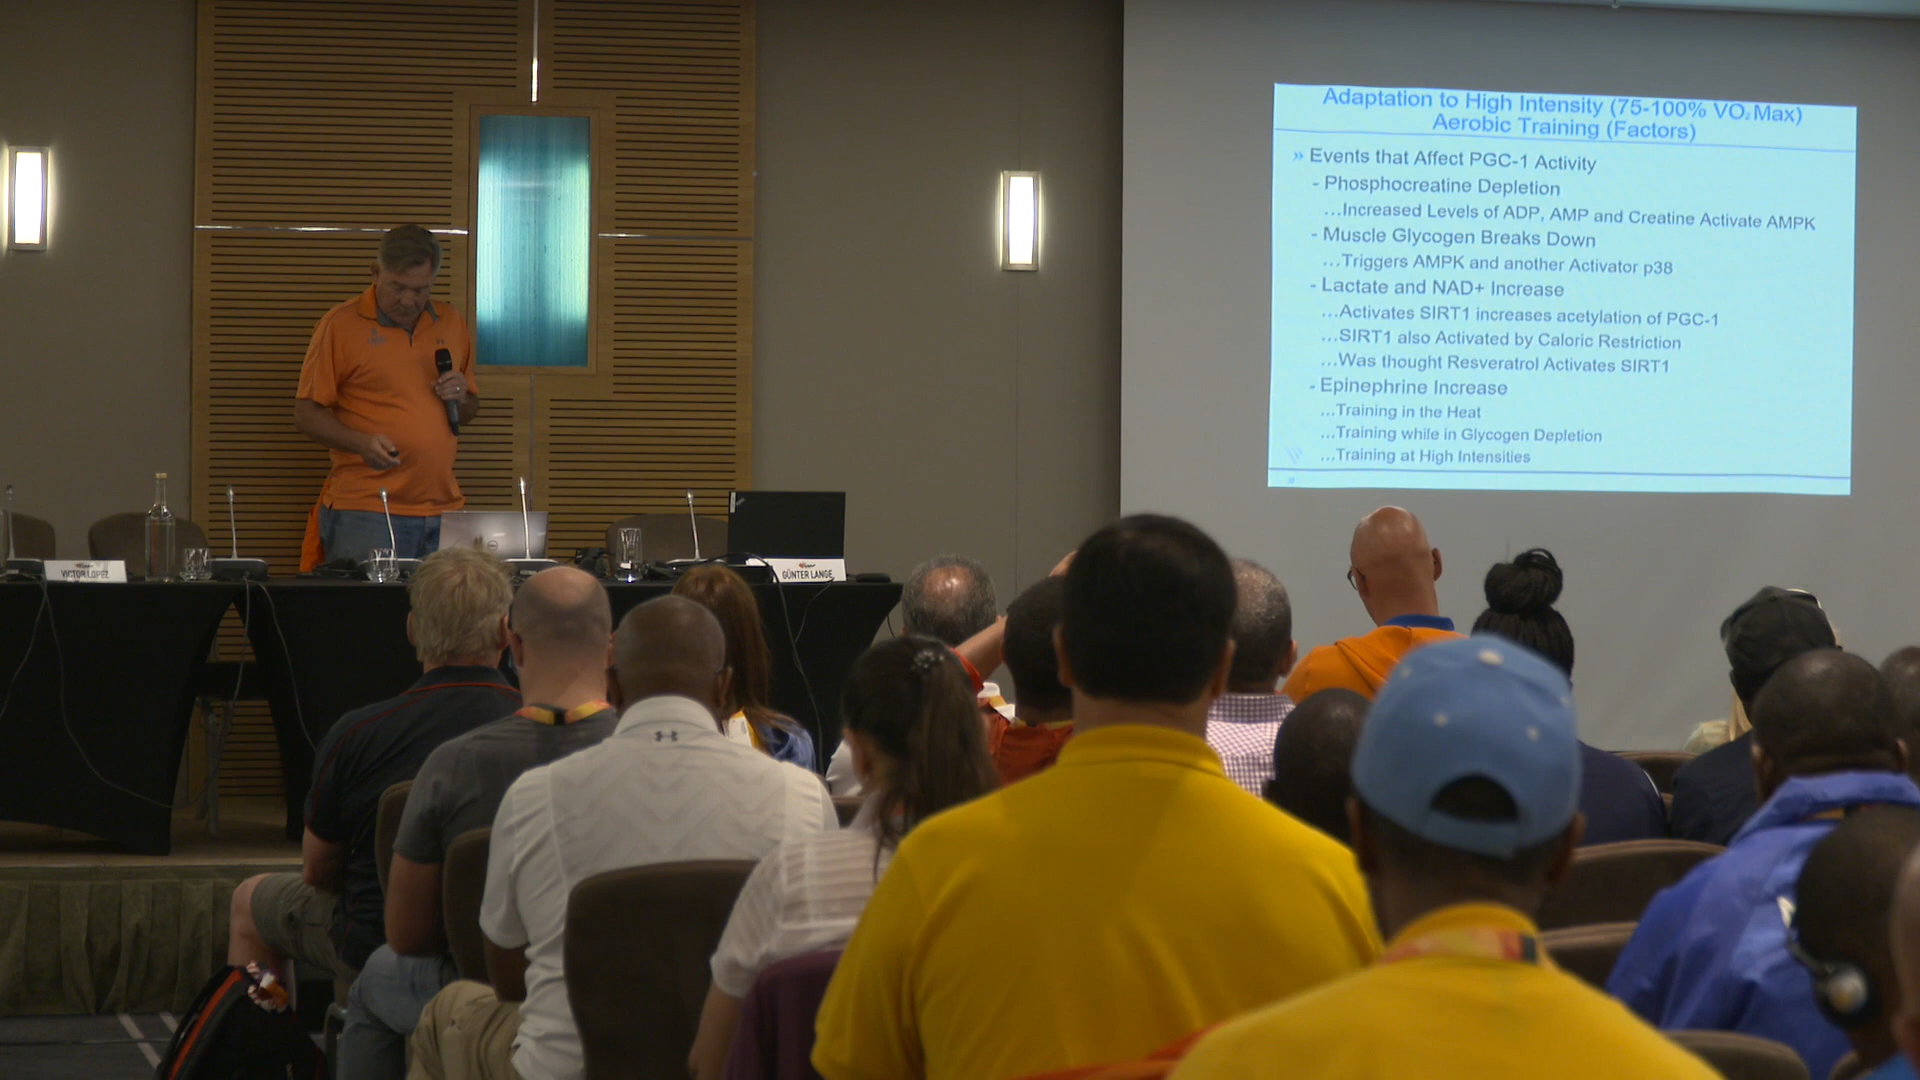 Adaptation to High Intensity (75-100% VO₂Max)
Aerobic Training (Factors)
» Events that Affect PGC-1 Activity
- Phosphocreatine Depletion
...Increased Levels of ADP, AMP and Creatine Activate AMPK
- Muscle Glycogen Breaks Down
...Triggers AMPK and another Activator p38
- Lactate and NAD+ Increase
...Activates SIRT1 increases acetylation of PGC-1
...SIRT1 also Activated by Caloric Restriction
...Was thought Resveratrol Activates SIRT1
- Epinephrine Increase
...Training in the Heat
...Training while in Glycogen Depletion
...Training at High Intensities
VICTOR LOPEZ
GÜNTER LANGE